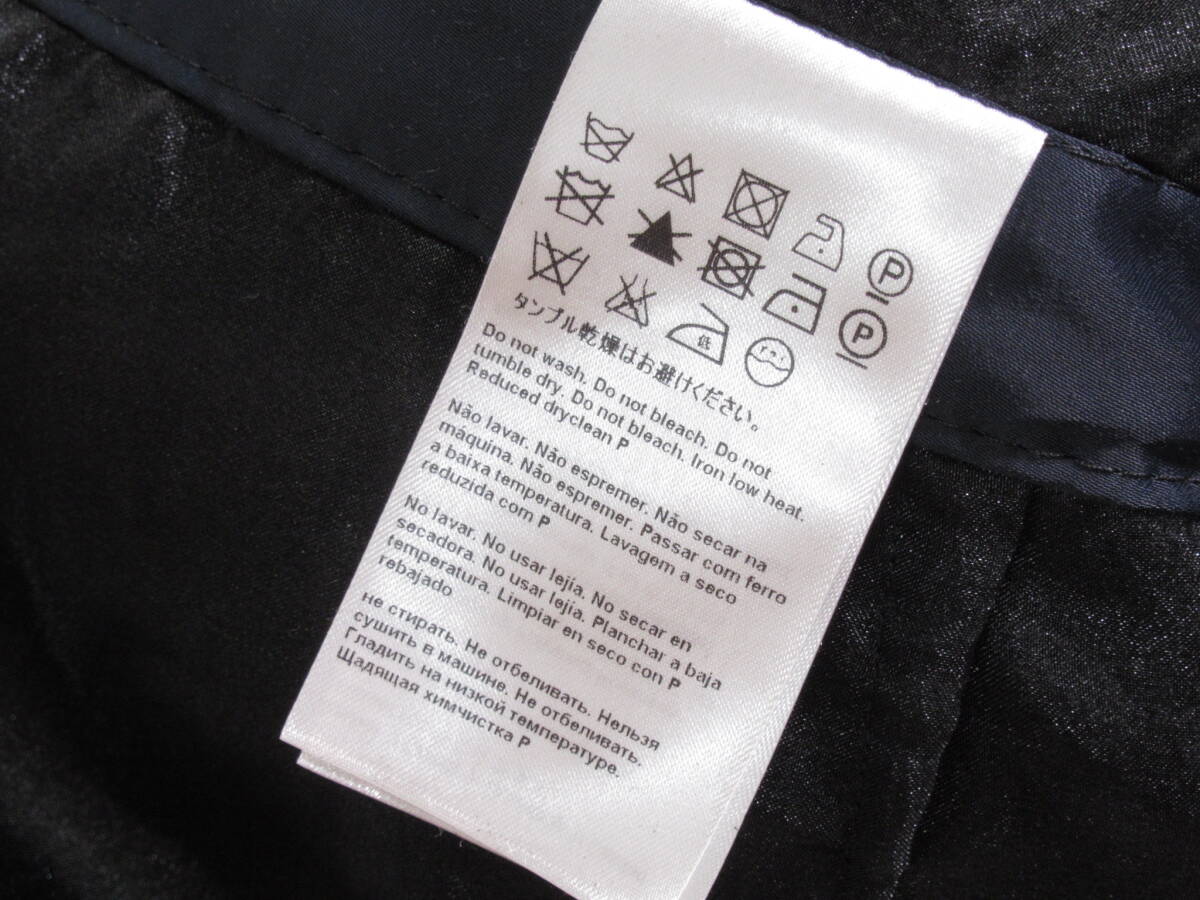 P
P
低
ドライ
タンブル乾燥はお避けください。
Do not wash. Do not bleach. Do not
tumble dry. Do not bleach. Iron low heat.
Reduced dryclean P
Não lavar. Não espremer. Não secar na
máquina. Não espremer. Passar com ferro
a baixa temperatura. Lavagem a seco
reduzida com P
No lavar. No usar lejía. No secar en
secadora. No usar lejía. Planchar a baja
temperatura. Limpiar en seco con P
rebajado
не стирать. Не отбеливать. Нельзя
сушить в машине. Не отбеливать.
Гладить на низкой температуре.
Щадящая химчистка P